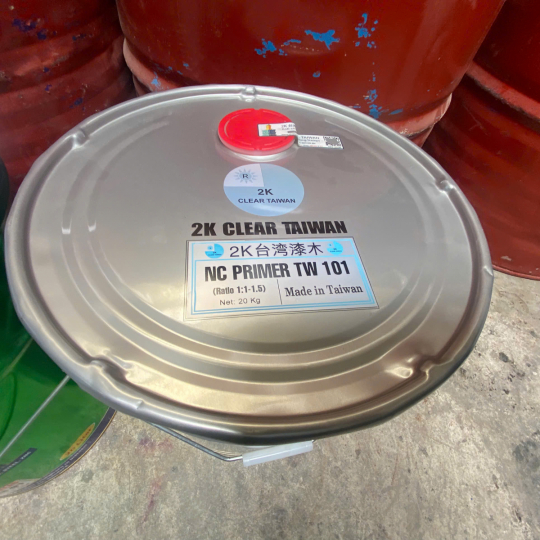 TAIWAN
R
2K
CLEAR TAIWAN
2K CLEAR TAIWAN
2K台湾漆木
NC PRIMER TW 101
(Ratio 1:1-1.5)
Net: 20 Kg
Made in Taiwan